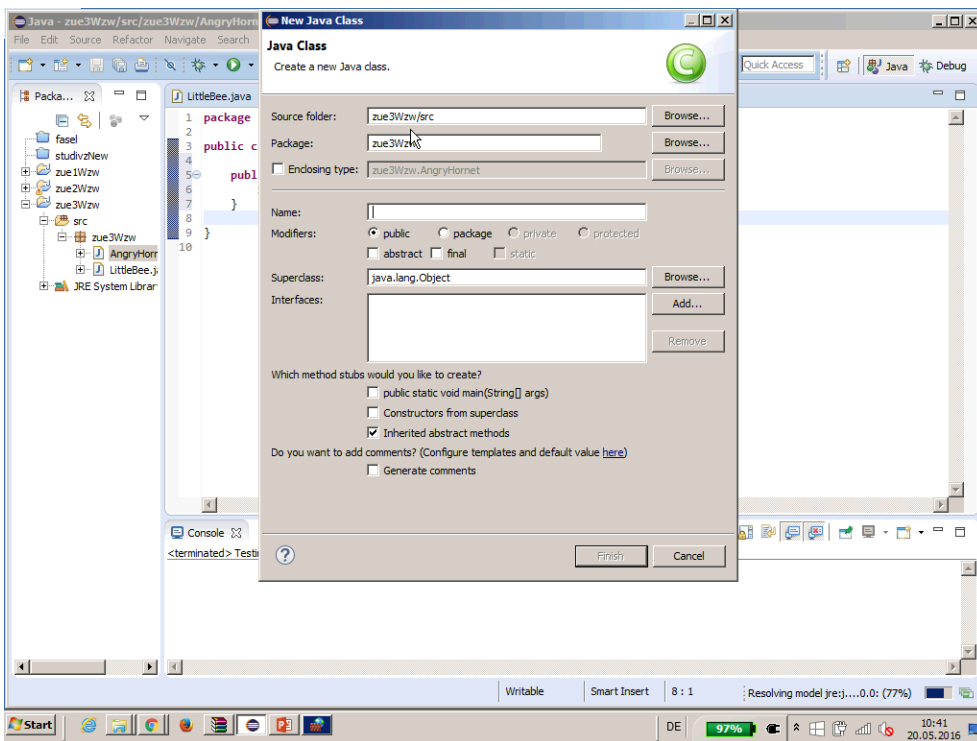 Java - zue3Wzw/src/zue3Wzw/AngryHorn
File Edit Source Refactor Navigate Search
Quick Access
Java
Debug
Packa...
fasel
studivzNew
zue1Wzw
zue2Wzw
zue3Wzw
src
zue3Wzw
AngryHorr
LittleBee.j
JRE System Librar
LittleBee.java
1 package
2
3 public c
4
5 publ
6
7 }
8
9 }
10
New Java Class
Java Class
Create a new Java class.
C
Source folder: zue3Wzw/src Browse...
Package: zue3Wzw Browse...
Enclosing type: zue3Wzw.AngryHornet Browse...
Name:
Modifiers: public package private protected
abstract final static
Superclass: java.lang.Object Browse...
Interfaces: Add...
Remove
Which method stubs would you like to create?
public static void main(String[] args)
Constructors from superclass
Inherited abstract methods
Do you want to add comments? (Configure templates and default value here)
Generate comments
? Finish Cancel
Console
<terminated> Testi
Writable Smart Insert 8 : 1 Resolving model jre:j....0.0: (77%)
Start DE 97% 10:41
20.05.2016